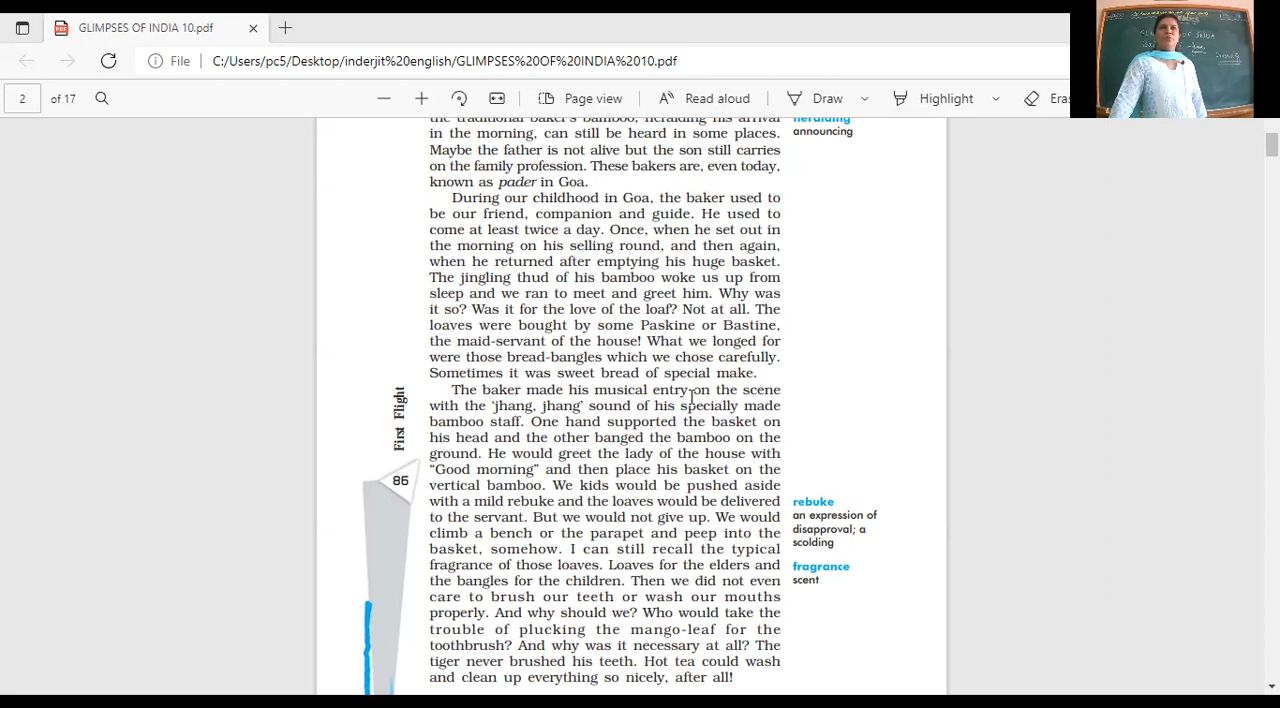 GLIMPSES OF INDIA 10.pdf
File C:/Users/pc5/Desktop/inderjit%20english/GLIMPSES%20OF%20INDIA%2010.pdf
2 of 17 Page view Read aloud Draw Highlight Eras
the traditional baker's bamboo, heralding his arrival
in the morning, can still be heard in some places.
Maybe the father is not alive but the son still carries
on the family profession. These bakers are, even today,
known as pader in Goa.
During our childhood in Goa, the baker used to
be our friend, companion and guide. He used to
come at least twice a day. Once, when he set out in
the morning on his selling round, and then again,
when he returned after emptying his huge basket.
The jingling thud of his bamboo woke us up from
sleep and we ran to meet and greet him. Why was
it so? Was it for the love of the loaf? Not at all. The
loaves were bought by some Paskine or Bastine,
the maid-servant of the house! What we longed for
were those bread-bangles which we chose carefully.
Sometimes it was sweet bread of special make.
The baker made his musical entry on the scene
with the ‘jhang, jhang’ sound of his specially made
bamboo staff. One hand supported the basket on
his head and the other banged the bamboo on the
ground. He would greet the lady of the house with
“Good morning” and then place his basket on the
vertical bamboo. We kids would be pushed aside
with a mild rebuke and the loaves would be delivered
to the servant. But we would not give up. We would
climb a bench or the parapet and peep into the
basket, somehow. I can still recall the typical
fragrance of those loaves. Loaves for the elders and
the bangles for the children. Then we did not even
care to brush our teeth or wash our mouths
properly. And why should we? Who would take the
trouble of plucking the mango-leaf for the
toothbrush? And why was it necessary at all? The
tiger never brushed his teeth. Hot tea could wash
and clean up everything so nicely, after all!
heralding
announcing
rebuke
an expression of
disapproval; a
scolding
fragrance
scent
First Flight
86